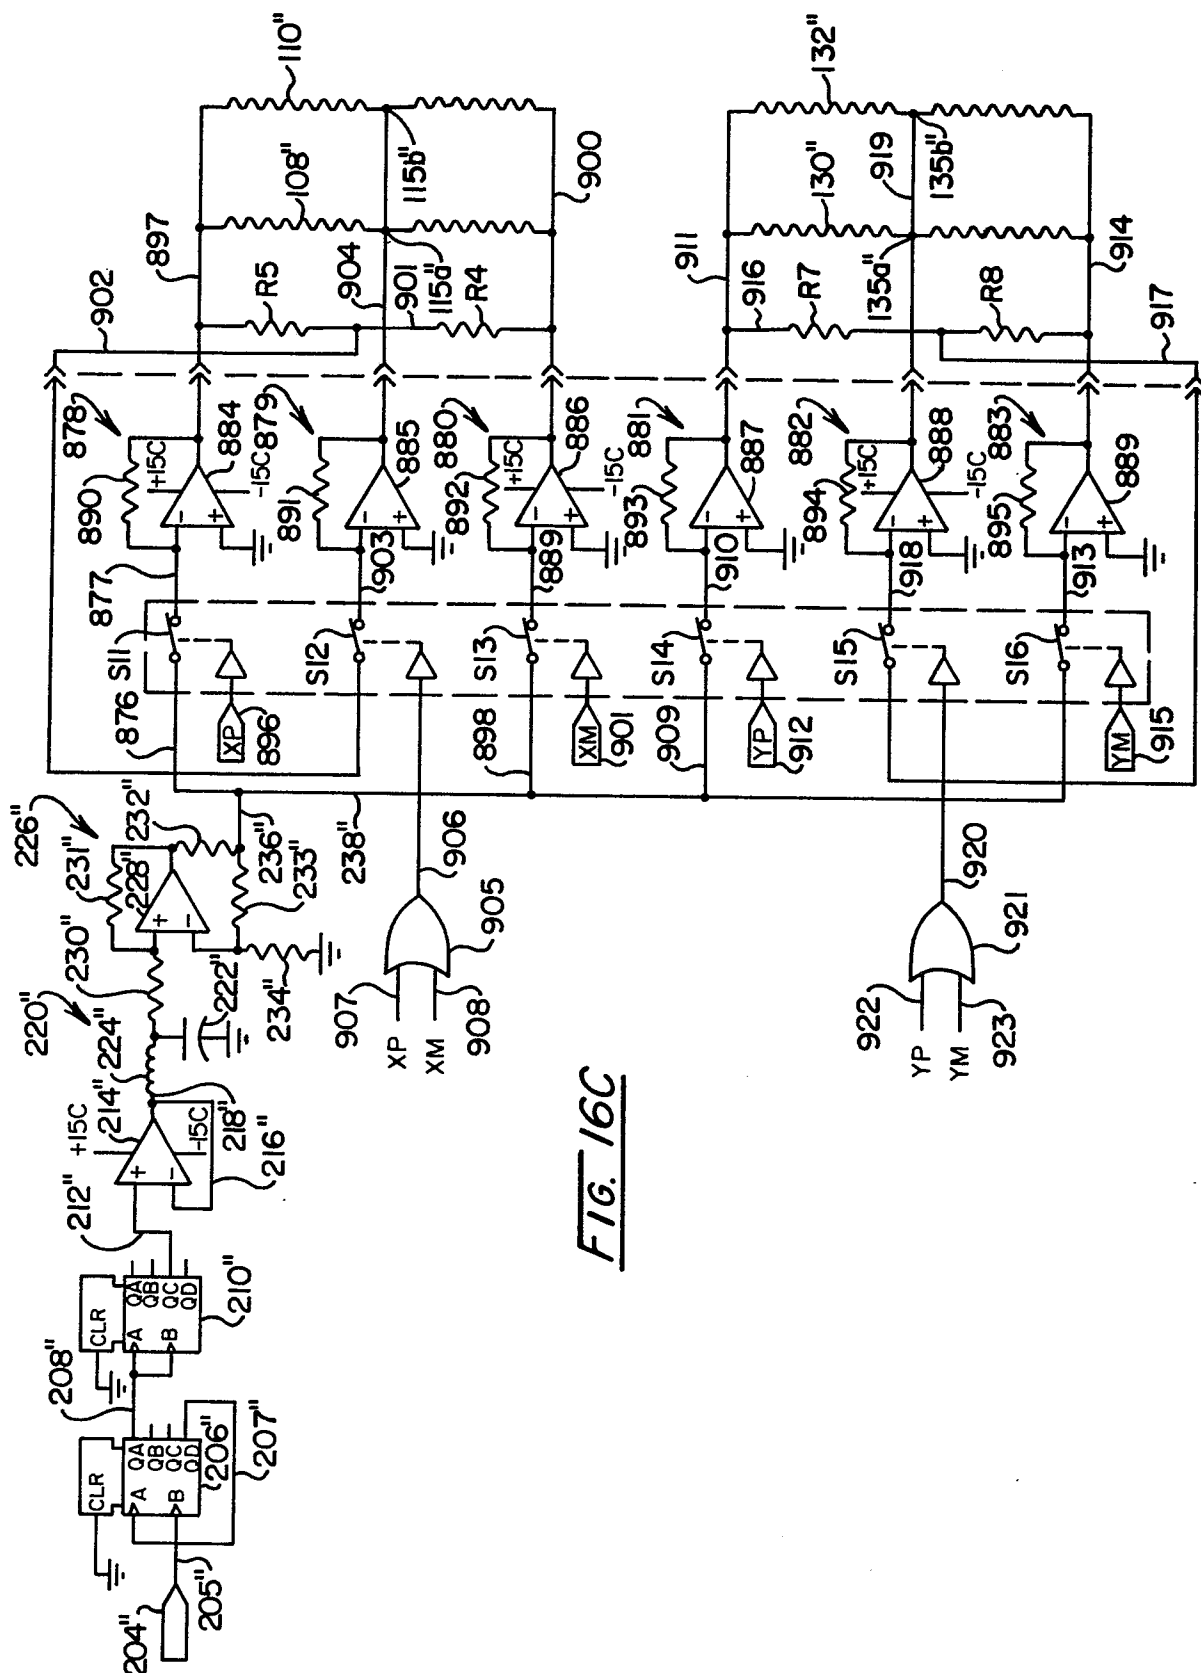 204"
205"
CLR
A
B
QA
QB
QC
QD
206"
207"
208"
CLR
A
B
QA
QB
QC
QD
210"
212"
+15C
214"
+
-
-15C
216"
218"
220"
224"
222"
230"
226"
231"
228"
+
-
232"
236"
233"
234"
238"
902
876
S11
877
XP
896
890
878
+15C
884
-15C
-
+
897
R5
108"
110"
S12
903
891
879
885
-
+
904
901
115a"
115b"
R4
900
898
S13
889
XM
901
892
880
+15C
886
-15C
-
+
909
S14
910
YP
912
893
881
887
-
+
911
916
R7
130"
132"
S15
918
894
882
+15C
888
-15C
-
+
919
135a"
135b"
R8
914
917
S16
913
YM
915
895
883
889
-
+
907
XP
XM
908
905
906
922
YP
YM
923
921
920
FIG. 16C